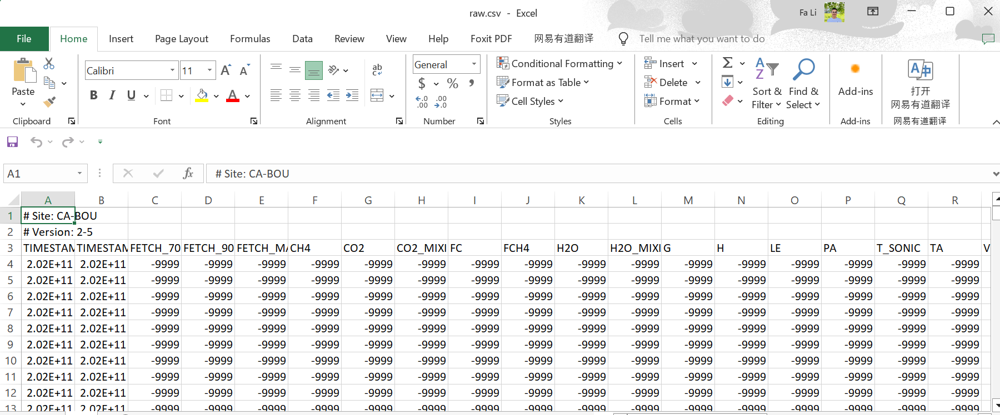 raw.csv - Excel
Fa Li
File Home Insert Page Layout Formulas Data Review View Help Foxit PDF 网易有道翻译 Tell me what you want to do
Calibri 11 General
Paste
B I U A
ab
c
$ % ,
Conditional Formatting
Format as Table
Cell Styles
Insert
Delete
Format
Σ
Sort &
Filter
Find &
Select
Add-ins
打开
网易有道翻译
Clipboard Font Alignment Number Styles Cells Editing Add-ins 网易有道翻译
A1 fx # Site: CA-BOU
A B C D E F G H I J K L M N O P Q R
1 # Site: CA-BOU
2 # Version: 2-5
3 TIMESTAM TIMESTAM FETCH_70 FETCH_90 FETCH_MA CH4 CO2 CO2_MIXI FC FCH4 H2O H2O_MIXI G H LE PA T_SONIC TA V
4 2.02E+11 2.02E+11 -9999 -9999 -9999 -9999 -9999 -9999 -9999 -9999 -9999 -9999 -9999 -9999 -9999 -9999 -9999 -9999
5 2.02E+11 2.02E+11 -9999 -9999 -9999 -9999 -9999 -9999 -9999 -9999 -9999 -9999 -9999 -9999 -9999 -9999 -9999 -9999
6 2.02E+11 2.02E+11 -9999 -9999 -9999 -9999 -9999 -9999 -9999 -9999 -9999 -9999 -9999 -9999 -9999 -9999 -9999 -9999
7 2.02E+11 2.02E+11 -9999 -9999 -9999 -9999 -9999 -9999 -9999 -9999 -9999 -9999 -9999 -9999 -9999 -9999 -9999 -9999
8 2.02E+11 2.02E+11 -9999 -9999 -9999 -9999 -9999 -9999 -9999 -9999 -9999 -9999 -9999 -9999 -9999 -9999 -9999 -9999
9 2.02E+11 2.02E+11 -9999 -9999 -9999 -9999 -9999 -9999 -9999 -9999 -9999 -9999 -9999 -9999 -9999 -9999 -9999 -9999
10 2.02E+11 2.02E+11 -9999 -9999 -9999 -9999 -9999 -9999 -9999 -9999 -9999 -9999 -9999 -9999 -9999 -9999 -9999 -9999
11 2.02E+11 2.02E+11 -9999 -9999 -9999 -9999 -9999 -9999 -9999 -9999 -9999 -9999 -9999 -9999 -9999 -9999 -9999 -9999
12 2.02E+11 2.02E+11 -9999 -9999 -9999 -9999 -9999 -9999 -9999 -9999 -9999 -9999 -9999 -9999 -9999 -9999 -9999 -9999
13 2.02E+11 2.02E+11 -9999 -9999 -9999 -9999 -9999 -9999 -9999 -9999 -9999 -9999 -9999 -9999 -9999 -9999 -9999 -9999